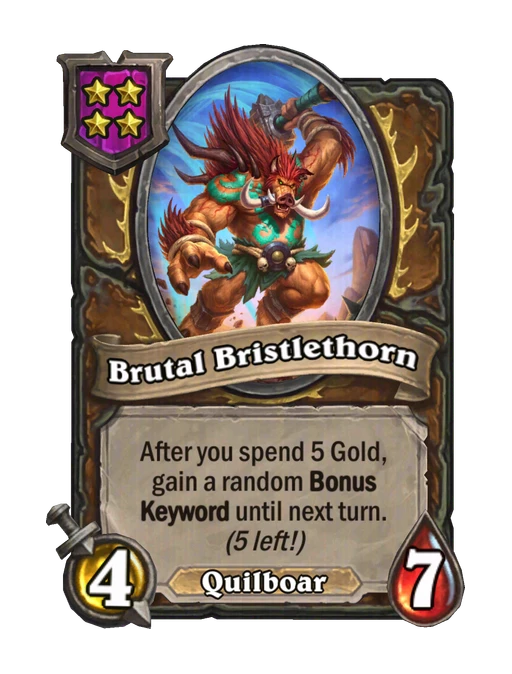 Brutal Bristlethorn
After you spend 5 Gold,
gain a random Bonus
Keyword until next turn.
(5 left!)
4
Quilboar
7